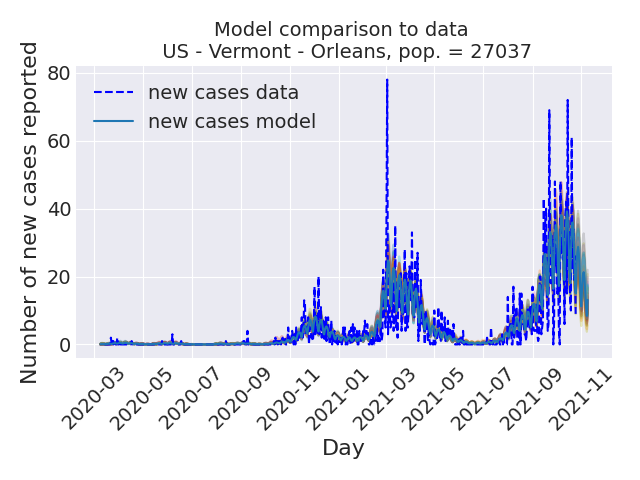 Model comparison to data
US - Vermont - Orleans, pop. = 27037
Number of new cases reported
80
60
40
20
0
new cases data
new cases model
2020-03
2020-05
2020-07
2020-09
2020-11
2021-01
2021-03
2021-05
2021-07
2021-09
2021-11
Day